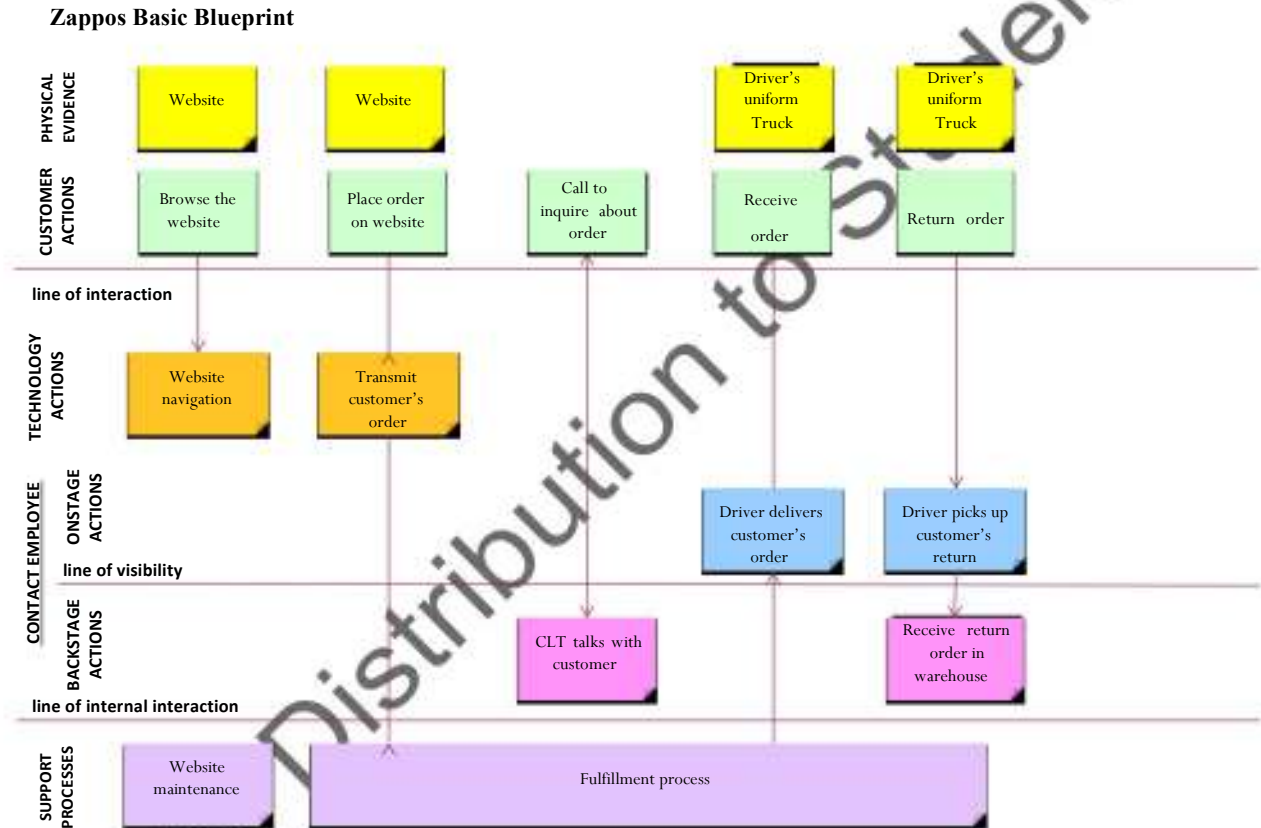 Zappos Basic Blueprint
PHYSICAL
EVIDENCE
Website
Website
Driver's
uniform
Truck
Driver's
uniform
Truck
CUSTOMER
ACTIONS
Browse the
website
Place order
on website
Call to
inquire about
order
Receive
order
Return order
line of interaction
TECHNOLOGY
ACTIONS
Website
navigation
Transmit
customer's
order
CONTACT EMPLOYEE
ONSTAGE
ACTIONS
Driver delivers
customer's
order
Driver picks up
customer's
return
line of visibility
BACKSTAGE
ACTIONS
CLT talks with
customer
Receive return
order in
warehouse
line of internal interaction
SUPPORT
PROCESSES
Website
maintenance
Fulfillment process
Distribution to